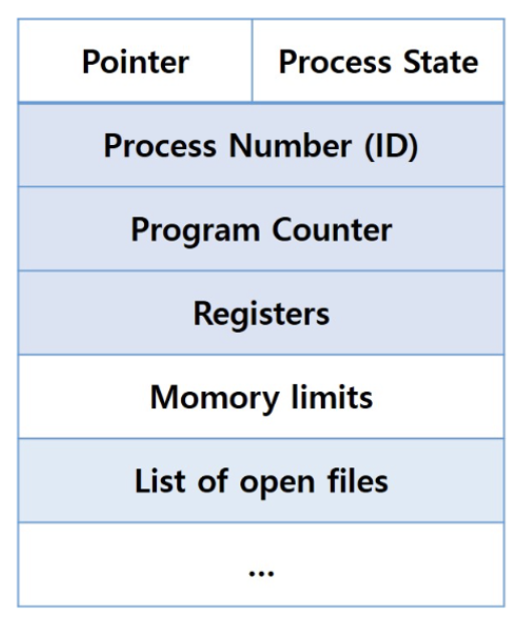 Pointer Process State
Process Number (ID)
Program Counter
Registers
Momory limits
List of open files
...